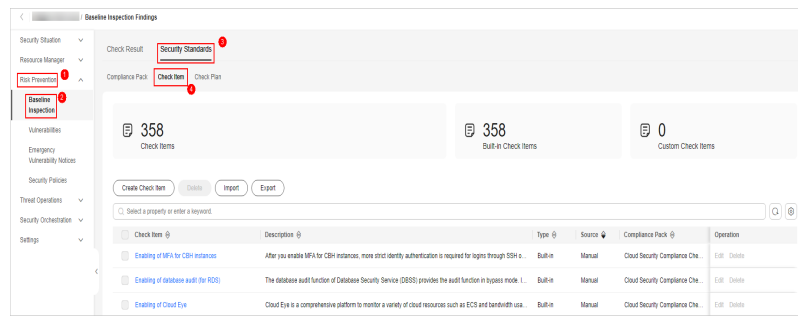 / Baseline Inspection Findings
Security Situation
Resource Manager
Risk Prevention 1
Baseline 2
Inspection
Vulnerabilities
Emergency
Vulnerability Notices
Security Policies
Threat Operations
Security Orchestration
Settings
Check Result Security Standards 3
Compliance Pack Check Item Check Plan
4
358
Check Items
358
Built-in Check Items
0
Custom Check Items
Create Check Item Delete Import Export
Select a property or enter a keyword.
Check Item Description Type Source Compliance Pack Operation
Enabling of MFA for CBH instances After you enable MFA for CBH instances, more strict identity authentication is required for logins through SSH o... Built-in Manual Cloud Security Compliance Che... Edit Delete
Enabling of database audit (for RDS) The database audit function of Database Security Service (DBSS) provides the audit function in bypass mode. I... Built-in Manual Cloud Security Compliance Che... Edit Delete
Enabling of Cloud Eye Cloud Eye is a comprehensive platform to monitor a variety of cloud resources such as ECS and bandwidth usa... Built-in Manual Cloud Security Compliance Che... Edit Delete